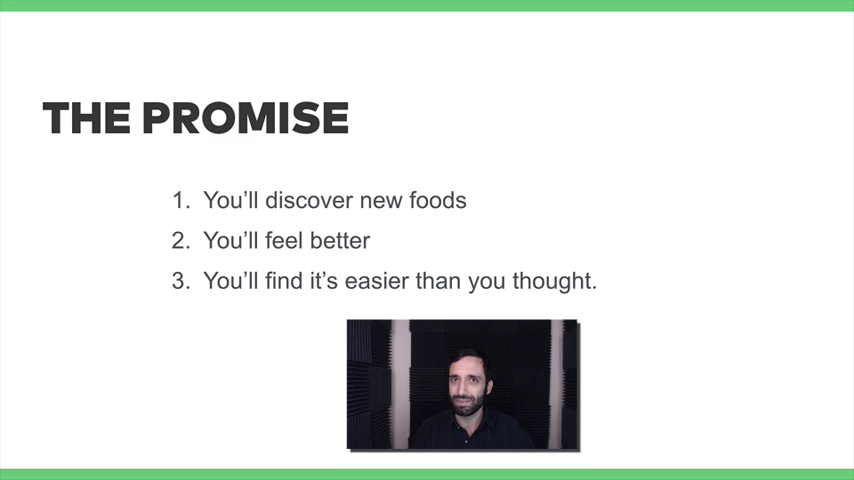 THE PROMISE
1. You'll discover new foods
2. You'll feel better
3. You'll find it's easier than you thought.